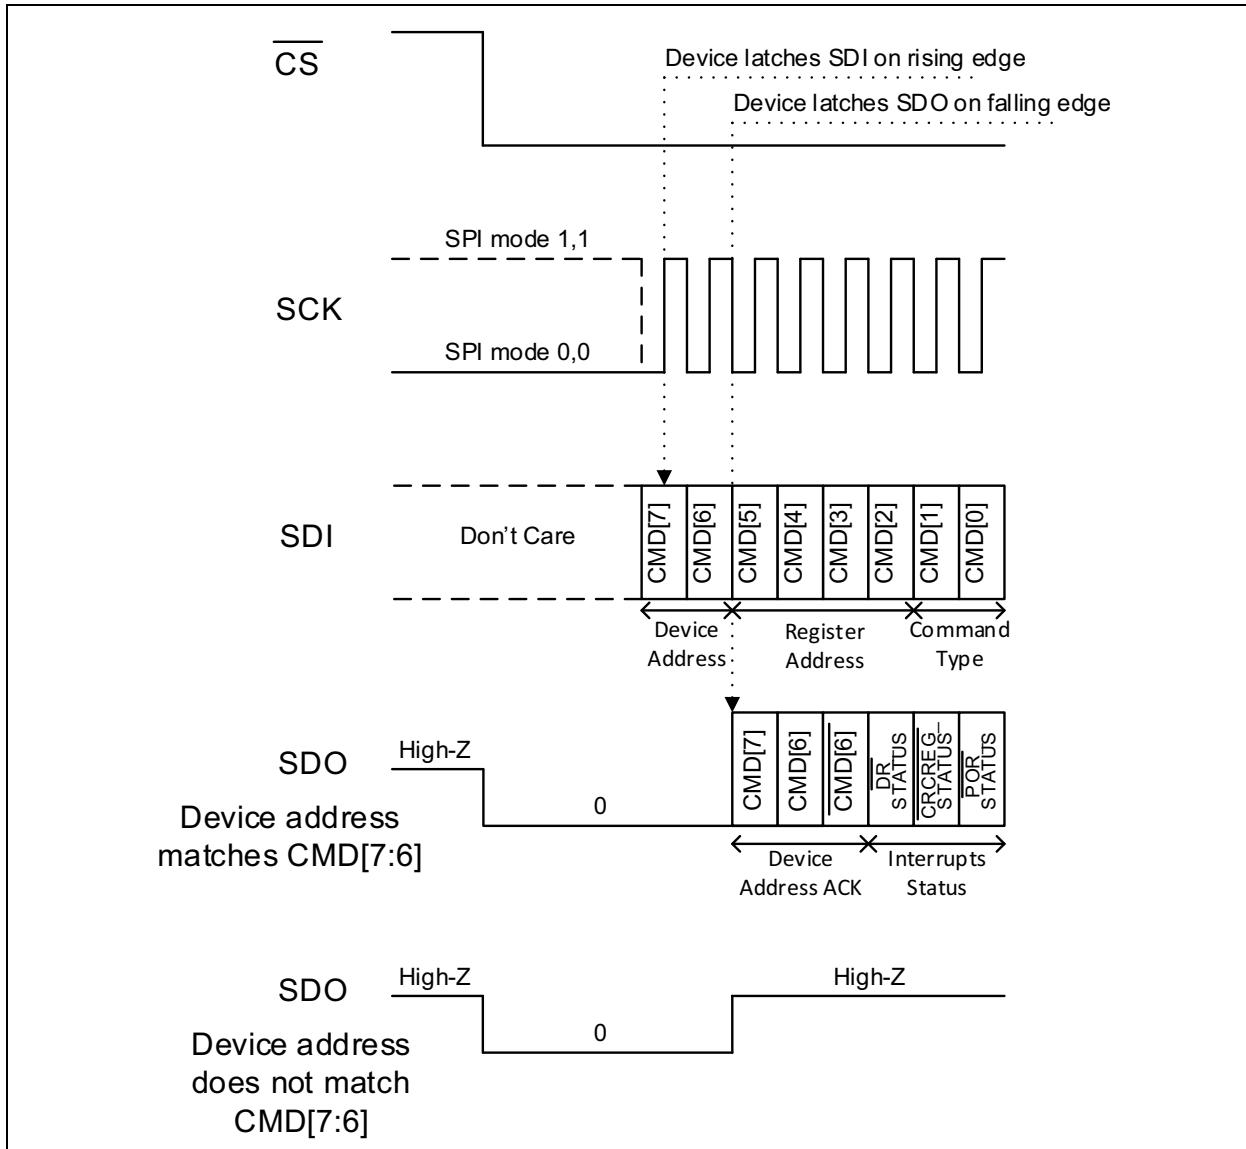 CS
Device latches SDI on rising edge
Device latches SDO on falling edge
SPI mode 1,1
SCK
SPI mode 0,0
SDI
Don't Care
CMD[7]
CMD[6]
CMD[5]
CMD[4]
CMD[3]
CMD[2]
CMD[1]
CMD[0]
Device
Address
Register
Address
Command
Type
SDO
High-Z
0
Device address
matches CMD[7:6]
CMD[7]
CMD[6]
CMD[6]
DR
STATUS
CRCREG
STATUS
POR
STATUS
Device
Address ACK
Interrupts
Status
SDO
High-Z
0
High-Z
Device address
does not match
CMD[7:6]